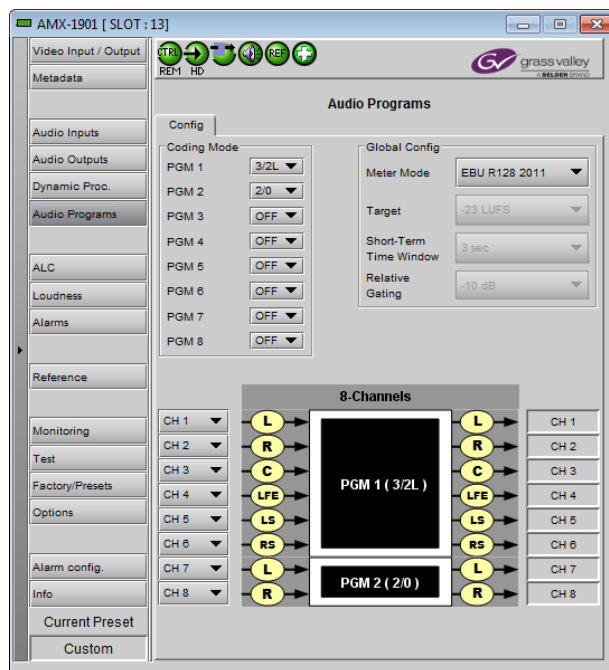 AMX-1901 [ SLOT : 13]
Video Input / Output
Metadata
Audio Inputs
Audio Outputs
Dynamic Proc.
Audio Programs
ALC
Loudness
Alarms
Reference
Monitoring
Test
Factory/Presets
Options
Alarm config.
Info
Current Preset
Custom
CTRL
REF
REM HD
grass valley
A BELDEN BRAND
Audio Programs
Config
Coding Mode
PGM 1 3/2L
PGM 2 2/0
PGM 3 OFF
PGM 4 OFF
PGM 5 OFF
PGM 6 OFF
PGM 7 OFF
PGM 8 OFF
Global Config
Meter Mode EBU R128 2011
Target -23 LUFS
Short-Term
Time Window
3 sec
Relative
Gating
-10 dB
8-Channels
CH 1 L L CH 1
CH 2 R R CH 2
CH 3 C C CH 3
PGM 1 ( 3/2L )
CH 4 LFE LFE CH 4
CH 5 LS LS CH 5
CH 6 RS RS CH 6
CH 7 L L CH 7
PGM 2 ( 2/0 )
CH 8 R R CH 8